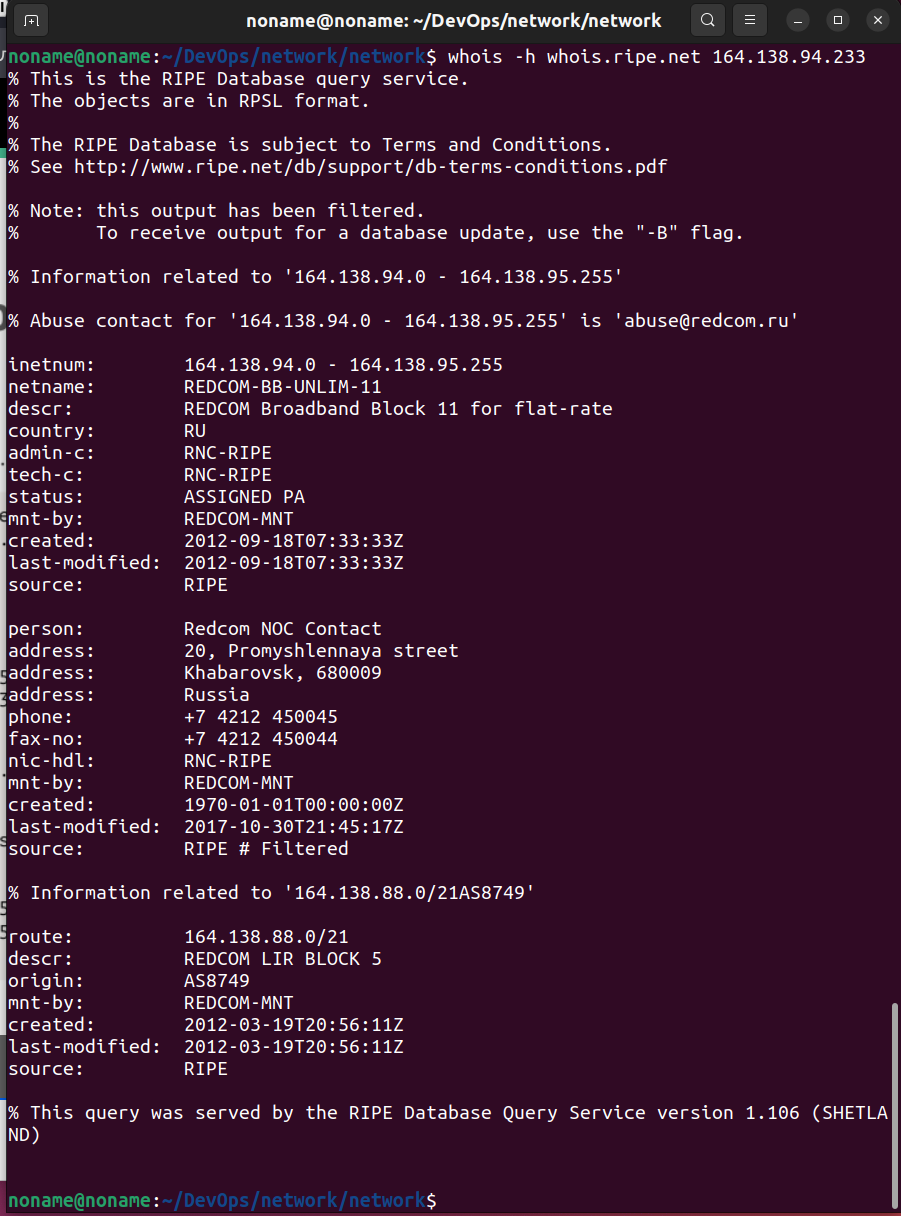 noname@noname: ~/DevOps/network/network
noname@noname:~/DevOps/network/network$ whois -h whois.ripe.net 164.138.94.233
% This is the RIPE Database query service.
% The objects are in RPSL format.
%
% The RIPE Database is subject to Terms and Conditions.
% See http://www.ripe.net/db/support/db-terms-conditions.pdf

% Note: this output has been filtered.
%       To receive output for a database update, use the "-B" flag.

% Information related to '164.138.94.0 - 164.138.95.255'

% Abuse contact for '164.138.94.0 - 164.138.95.255' is 'abuse@redcom.ru'

inetnum:        164.138.94.0 - 164.138.95.255
netname:        REDCOM-BB-UNLIM-11
descr:          REDCOM Broadband Block 11 for flat-rate
country:        RU
admin-c:        RNC-RIPE
tech-c:         RNC-RIPE
status:         ASSIGNED PA
mnt-by:         REDCOM-MNT
created:        2012-09-18T07:33:33Z
last-modified:  2012-09-18T07:33:33Z
source:         RIPE

person:         Redcom NOC Contact
address:        20, Promyshlennaya street
address:        Khabarovsk, 680009
address:        Russia
phone:          +7 4212 450045
fax-no:         +7 4212 450044
nic-hdl:        RNC-RIPE
mnt-by:         REDCOM-MNT
created:        1970-01-01T00:00:00Z
last-modified:  2017-10-30T21:45:17Z
source:         RIPE # Filtered

% Information related to '164.138.88.0/21AS8749'

route:          164.138.88.0/21
descr:          REDCOM LIR BLOCK 5
origin:         AS8749
mnt-by:         REDCOM-MNT
created:        2012-03-19T20:56:11Z
last-modified:  2012-03-19T20:56:11Z
source:         RIPE

% This query was served by the RIPE Database Query Service version 1.106 (SHETLA
ND)

noname@noname:~/DevOps/network/network$